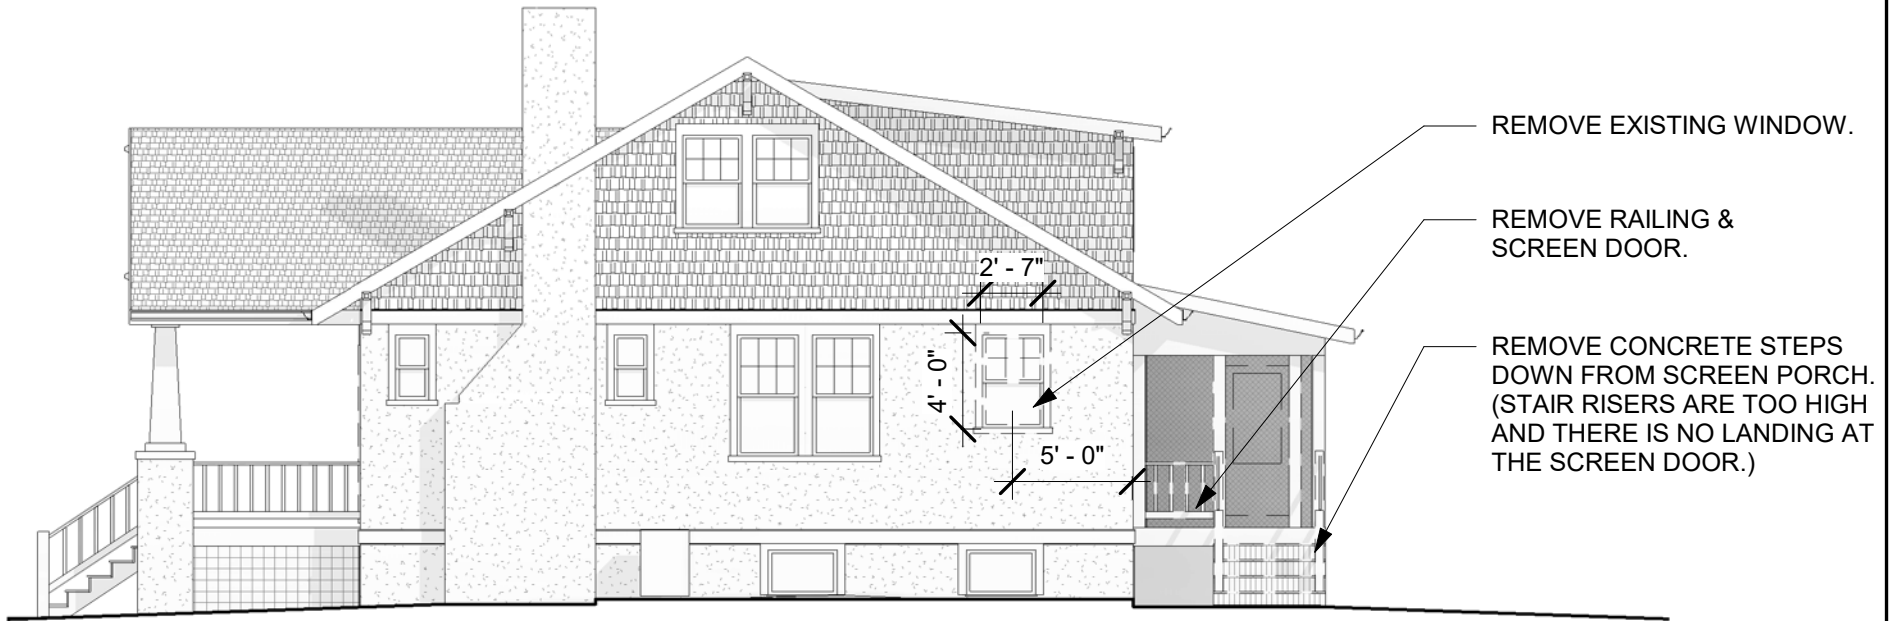 REMOVE EXISTING WINDOW.
REMOVE RAILING &
SCREEN DOOR.
2' - 7"
REMOVE CONCRETE STEPS
DOWN FROM SCREEN PORCH.
(STAIR RISERS ARE TOO HIGH
AND THERE IS NO LANDING AT
THE SCREEN DOOR.)
4' - 0"
5' - 0"